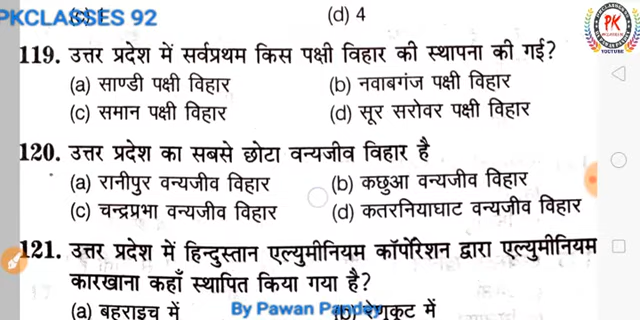 PKCLASSES 92
(c) 1 (d) 4
119. उत्तर प्रदेश में सर्वप्रथम किस पक्षी विहार की स्थापना की गई?
(a) साण्डी पक्षी विहार (b) नवाबगंज पक्षी विहार
(c) समान पक्षी विहार (d) सूर सरोवर पक्षी विहार
120. उत्तर प्रदेश का सबसे छोटा वन्यजीव विहार है
(a) रानीपुर वन्यजीव विहार (b) कछुआ वन्यजीव विहार
(c) चन्द्रप्रभा वन्यजीव विहार (d) कतरनियाघाट वन्यजीव विहार
121. उत्तर प्रदेश में हिन्दुस्तान एल्युमीनियम कॉर्पोरेशन द्वारा एल्युमीनियम
कारखाना कहाँ स्थापित किया गया है?
(a) बहराइच में (b) रेणुकूट में
By Pawan Pandey
PK
YOUTUBE